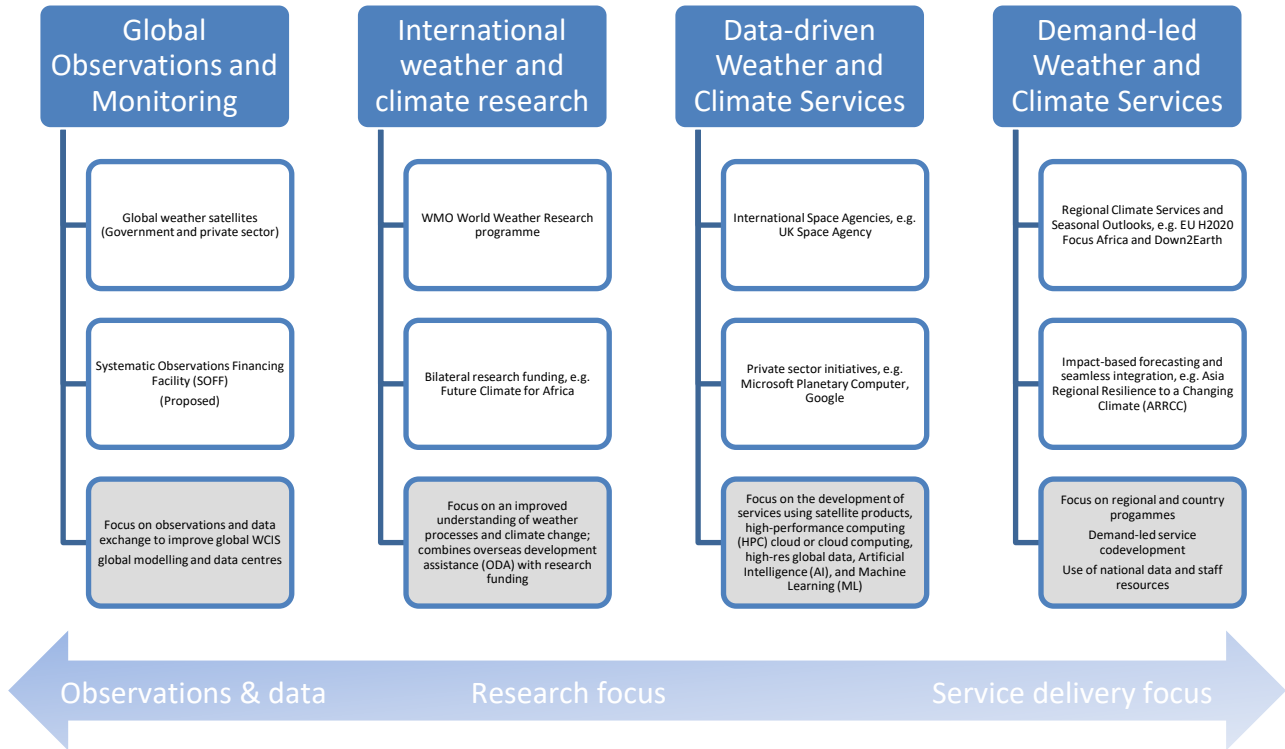 Global
Observations and
Monitoring
Global weather satellites
(Government and private sector)
Systematic Observations Financing
Facility (SOFF)
(Proposed)
Focus on observations and data
exchange to improve global WCIS
global modelling and data centres
International
weather and
climate research
WMO World Weather Research
programme
Bilateral research funding, e.g.
Future Climate for Africa
Focus on an improved
understanding of weather
processes and climate change;
combines overseas development
assistance (ODA) with research
funding
Data-driven
Weather and
Climate Services
International Space Agencies, e.g.
UK Space Agency
Private sector initiatives, e.g.
Microsoft Planetary Computer,
Google
Focus on the development of
services using satellite products,
high-performance computing
(HPC) cloud or cloud computing,
high-res global data, Artificial
Intelligence (AI), and Machine
Learning (ML)
Demand-led
Weather and
Climate Services
Regional Climate Services and
Seasonal Outlooks, e.g. EU H2020
Focus Africa and Down2Earth
Impact-based forecasting and
seamless integration, e.g. Asia
Regional Resilience to a Changing
Climate (ARRCC)
Focus on regional and country
progammes
Demand-led service
codevelopment
Use of national data and staff
resources
Observations & data
Research focus
Service delivery focus